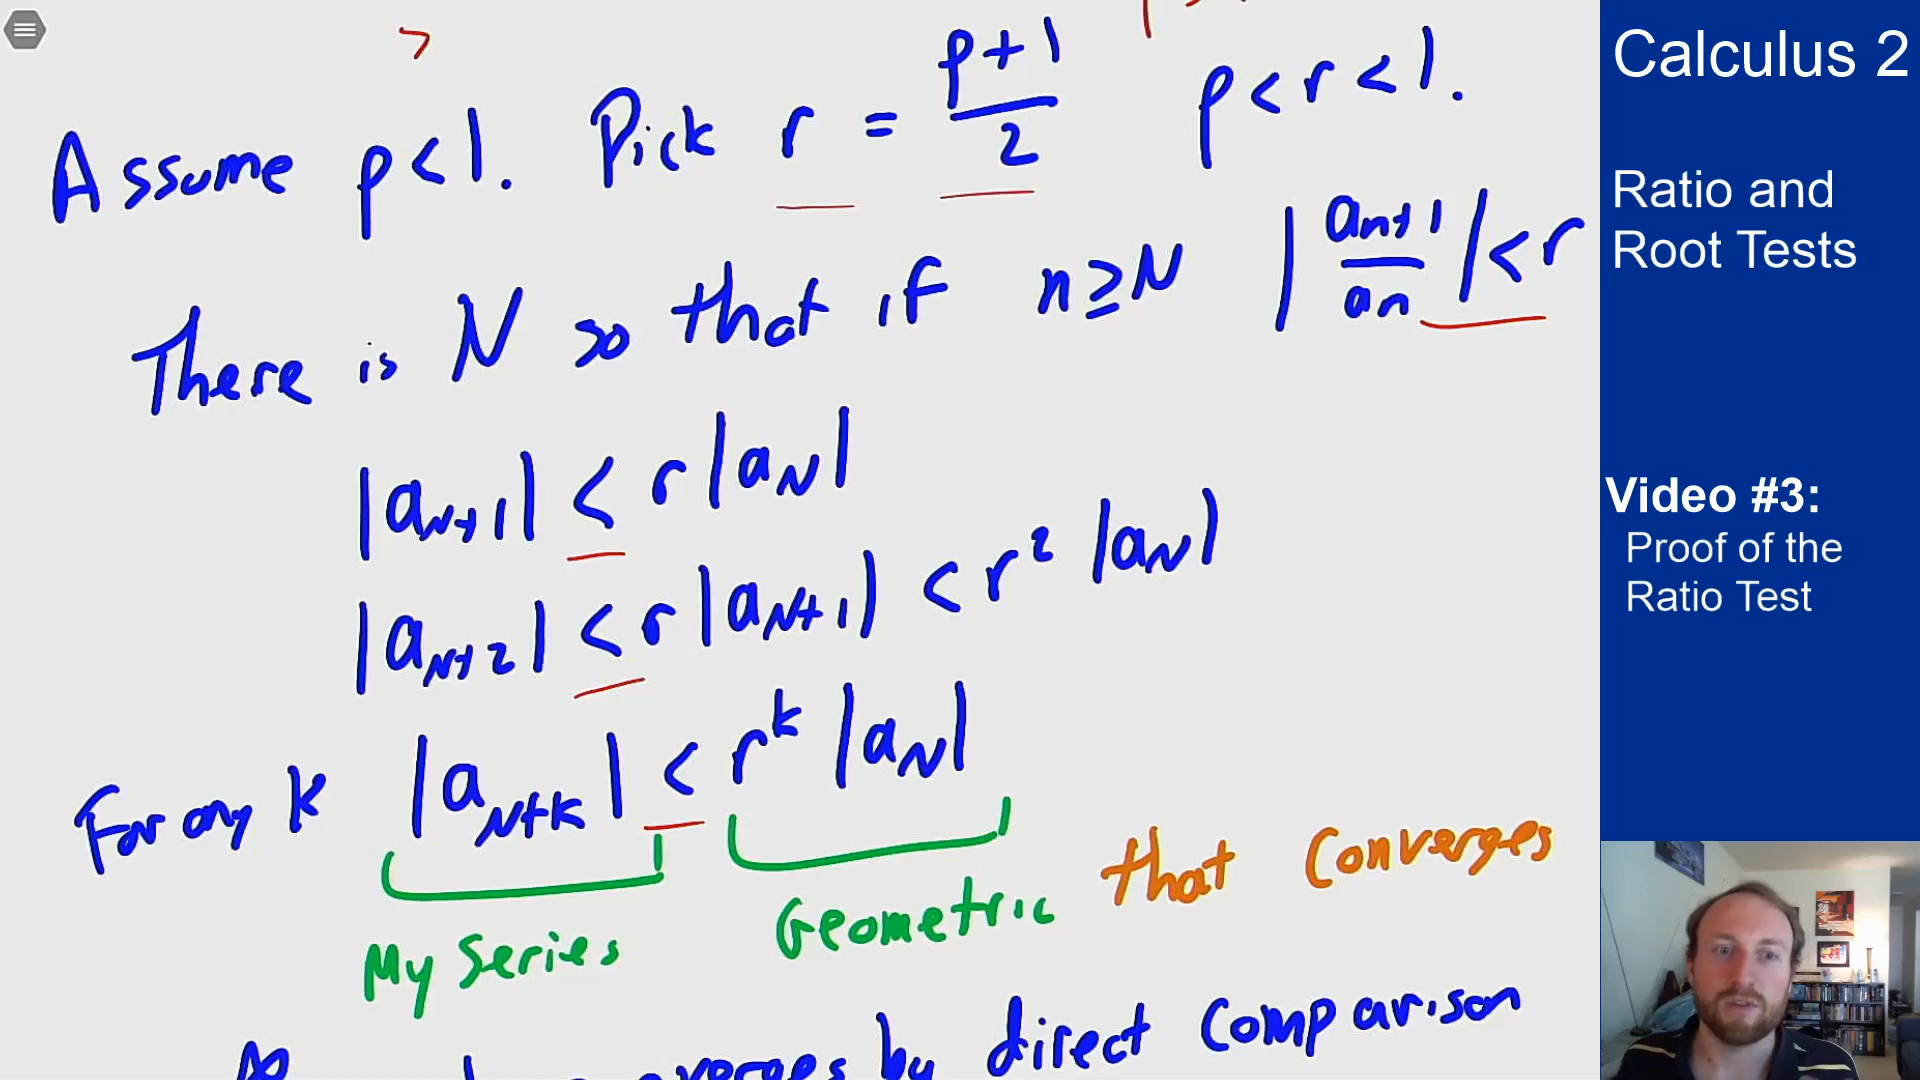 Assume p<1. Pick r = p+1/2 p<r<1.
There is N so that if n≥N |an+1/an|<r
|aN+1| < r|aN|
|aN+2| < r|aN+1| < r² |aN|
For any k |aN+k| < r^k |aN|
My Series Geometric that Converges
by direct comparison
Calculus 2
Ratio and
Root Tests
Video #3:
Proof of the
Ratio Test